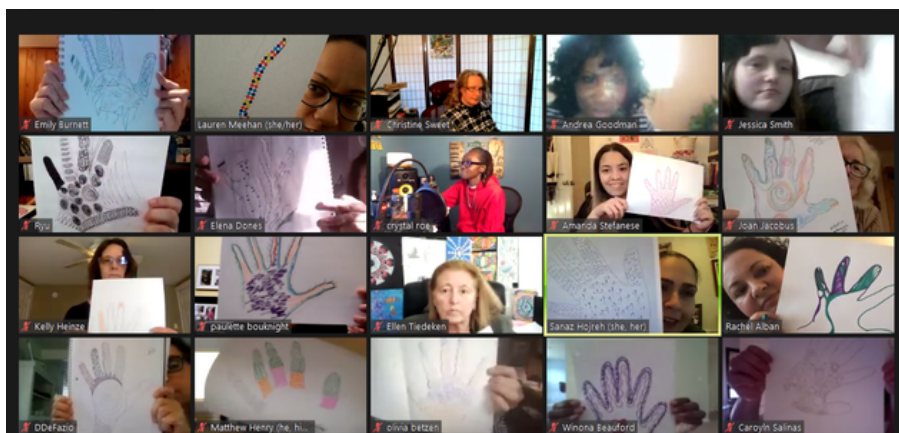 Emily Burnett
Lauren Meehan (she/her)
Christine Sweet
Andrea Goodman
Jessica Smith
Ryu
Elena Dones
crystal roe
Amanda Stefanese
Joan Jacobus
Kelly Heinze
paulette bouknight
Ellen Tiedeken
Sanaz Hojreh (she, her)
Rachel Alban
DDeFazio
Matthew Henry (he, hi...
olivia betzen
Winona Beauford
Caroyln Salinas